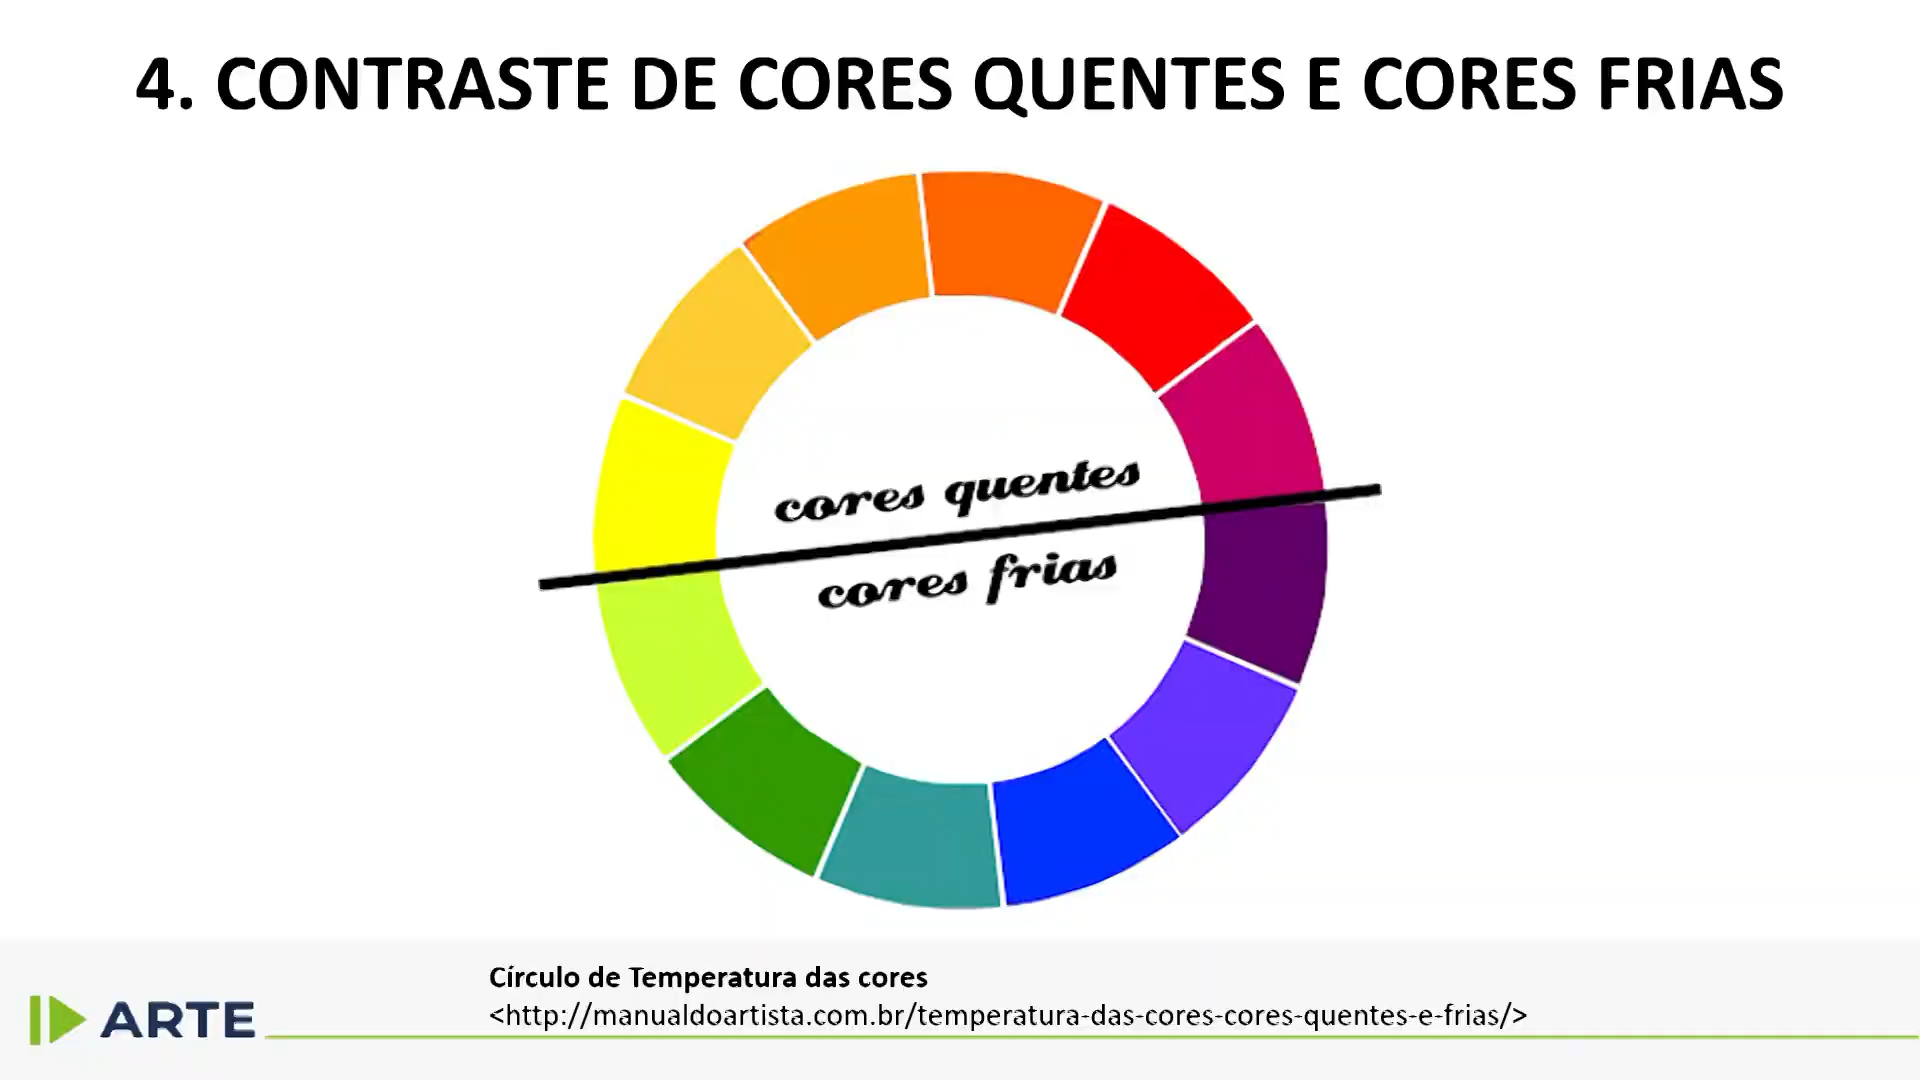 4. CONTRASTE DE CORES QUENTES E CORES FRIAS
cores quentes
cores frias
Círculo de Temperatura das cores
<http://manualdoartista.com.br/temperatura-das-cores-cores-quentes-e-frias/>
ARTE